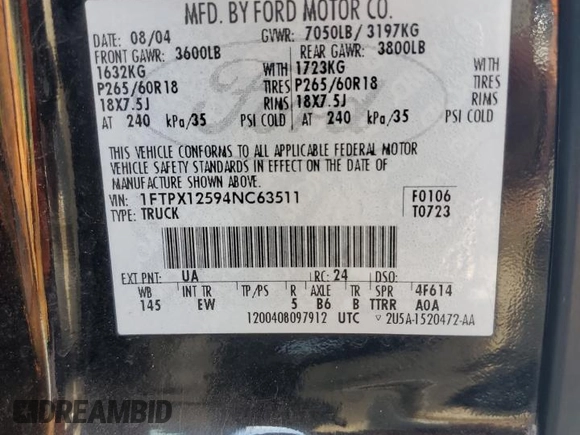 MFD. BY FORD MOTOR CO.
DATE: 08/04 GVWR: 7050LB/ 3197KG
FRONT GAWR: 3600LB REAR GAWR: 3800LB
1632KG WITH 1723KG WITH
P265/60R18 TIRES P265/60R18 TIRES
18X7.5J RIMS 18X7.5J RIMS
AT 240 kPa/35 PSI COLD AT 240 kPa/35 PSI COLD
Ford
THIS VEHICLE CONFORMS TO ALL APPLICABLE FEDERAL MOTOR
VEHICLE SAFETY STANDARDS IN EFFECT ON THE DATE OF
MANUFACTURE SHOWN ABOVE.
VIN: 1FTPX12594NC63511 F0106
TYPE: TRUCK T0723
EXT PNT: UA RC: 24 DSO:
WB INT TR TP/PS R AXLE TR SPR 4F614
145 EW 5 B6 B TTRR A0A
1200408097912 UTC ▽ 2U5A-1520472-AA
DREAMBID